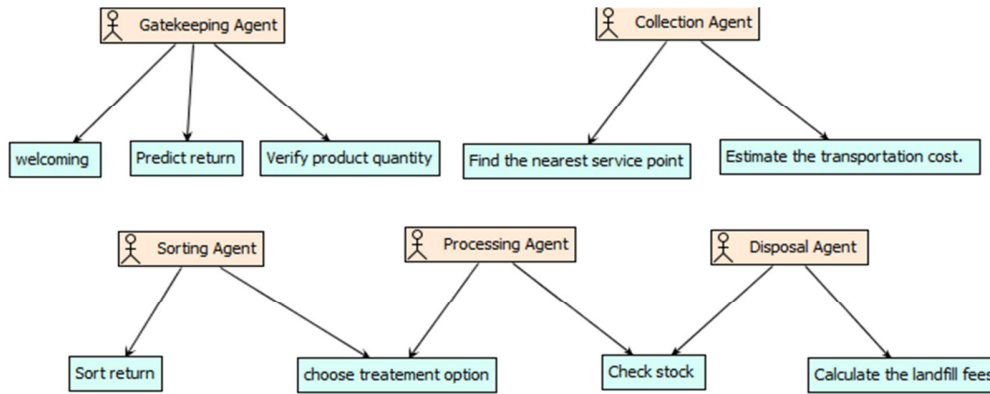 Gatekeeping Agent
Collection Agent
welcoming
Predict return
Verify product quantity
Find the nearest service point
Estimate the transportation cost.
Sorting Agent
Processing Agent
Disposal Agent
Sort return
choose treatement option
Check stock
Calculate the landfill fees